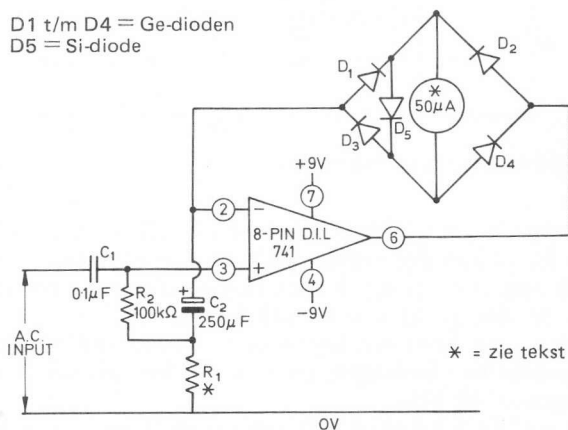 D1 t/m D4 = Ge-dioden
D5 = Si-diode
D1
D2
*
50µA
D5
D3
D4
+9V
7
2
−
8-PIN D.I.L
741
6
3
+
4
−9V
C1
0·1µF
R2
100kΩ
+
C2
250µF
A.C.
INPUT
R1
*
* = zie tekst
0V